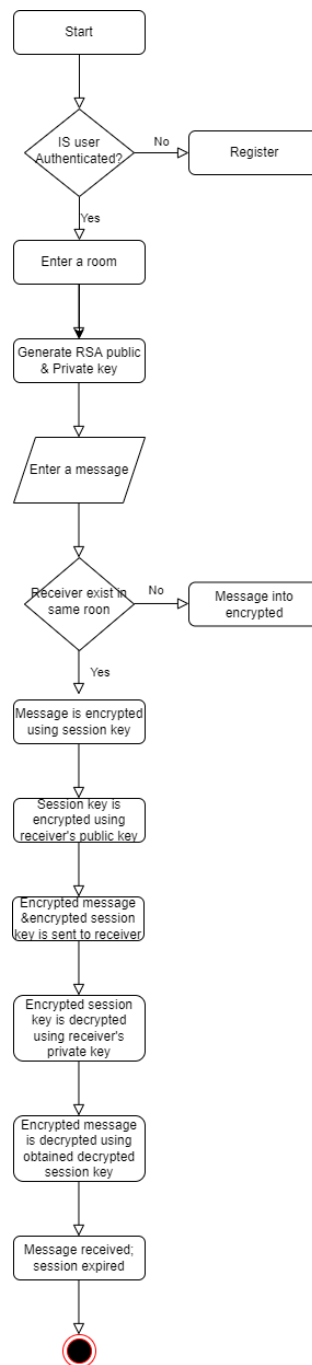 Start
IS user
Authenticated?
No
Register
Yes
Enter a room
Generate RSA public
& Private key
Enter a message
Receiver exist in
same roon
No
Message into
encrypted
Yes
Message is encrypted
using session key
Session key is
encrypted using
receiver's public key
Encrypted message
&encrypted session
key is sent to receiver
Encrypted session
key is decrypted
using receiver's
private key
Encrypted message
is decrypted using
obtained decrypted
session key
Message received;
session expired